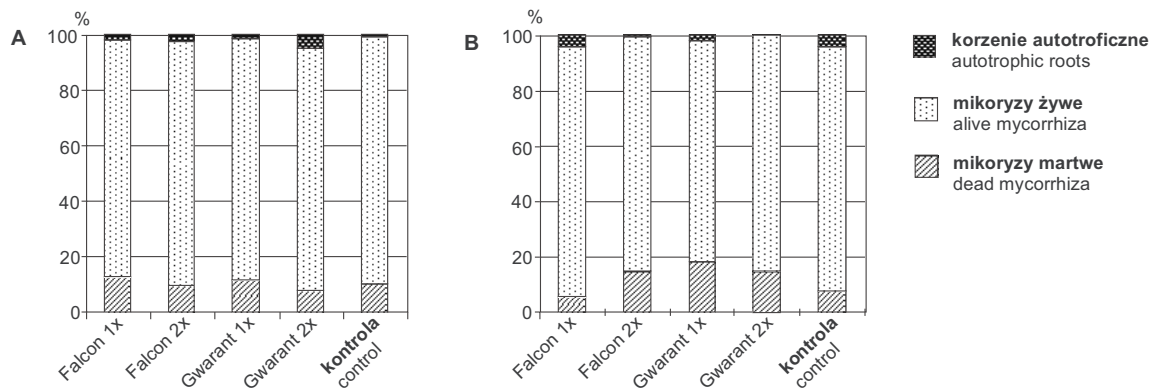 A
%
100
80
60
40
20
0
Falcon 1x
Falcon 2x
Gwarant 1x
Gwarant 2x
kontrola
control
B
%
100
80
60
40
20
0
Falcon 1x
Falcon 2x
Gwarant 1x
Gwarant 2x
kontrola
control
korzenie autotroficzne
autotrophic roots
mikoryzy żywe
alive mycorrhiza
mikoryzy martwe
dead mycorrhiza